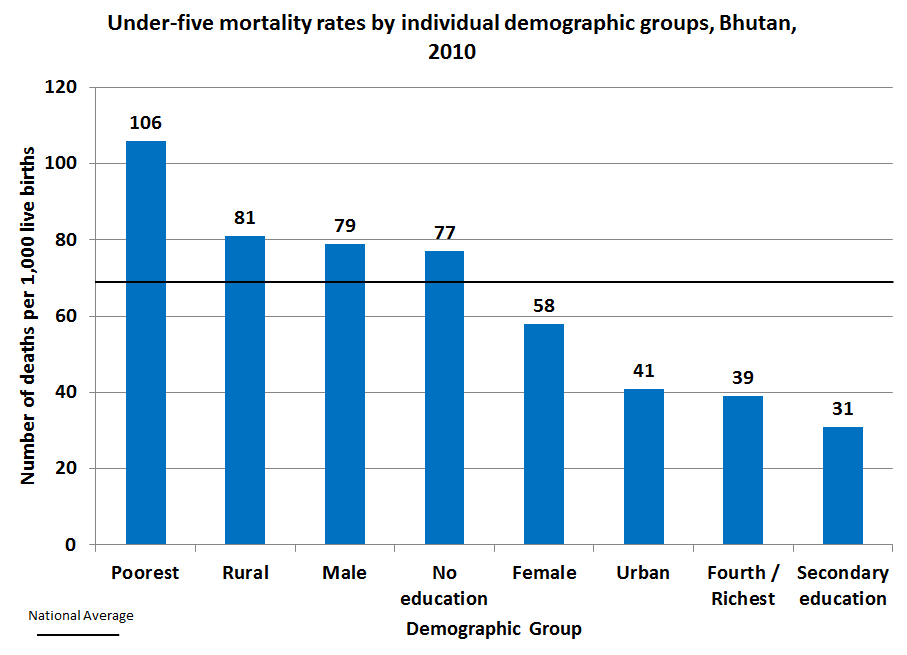 Under-five mortality rates by individual demographic groups, Bhutan,
2010
Number of deaths per 1,000 live births
120
100
80
60
40
20
0
106
81
79
77
58
41
39
31
Poorest
Rural
Male
No
education
Female
Urban
Fourth /
Richest
Secondary
education
Demographic Group
National Average